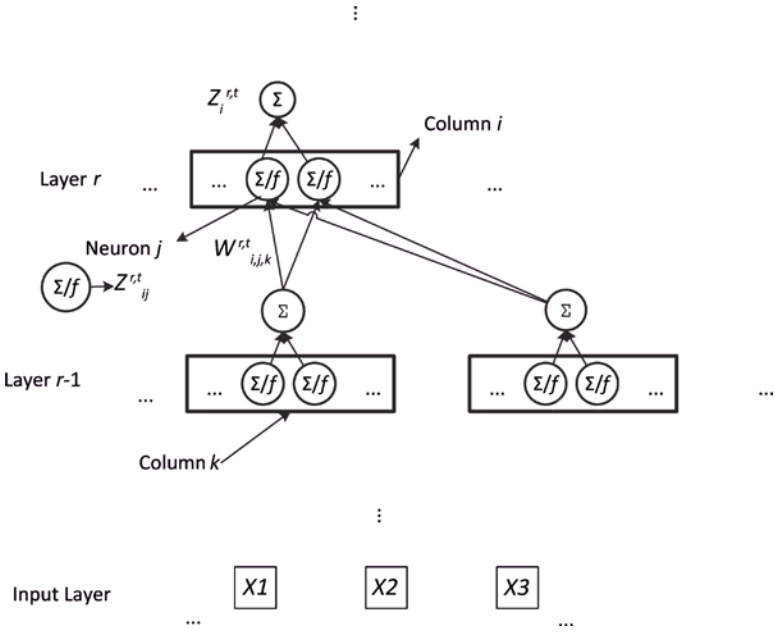 ⋮
Z_i^{r,t} Σ
Column i
Layer r ... ... Σ/f Σ/f ... ...
Neuron j W^{r,t}_{i,j,k}
Σ/f Z^{r,t}_{ij}
Σ Σ
Layer r-1 ... ... Σ/f Σ/f ... ... Σ/f Σ/f ... ...
Column k
⋮
Input Layer X1 X2 X3
... ...